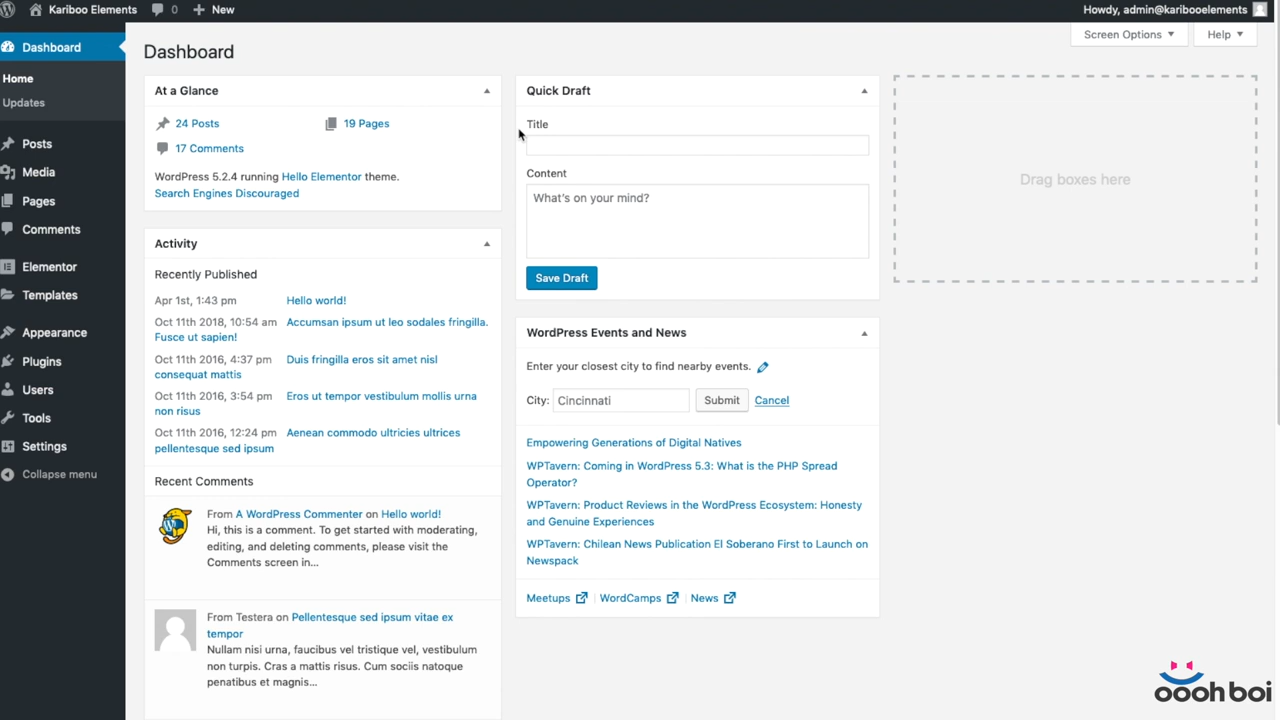 Kariboo Elements 0 + New Howdy, admin@karibooelements
Screen Options Help
Dashboard
Home
Updates
Posts
Media
Pages
Comments
Elementor
Templates
Appearance
Plugins
Users
Tools
Settings
Collapse menu
Dashboard
At a Glance
24 Posts 19 Pages
17 Comments
WordPress 5.2.4 running Hello Elementor theme.
Search Engines Discouraged
Activity
Recently Published
Apr 1st, 1:43 pm Hello world!
Oct 11th 2018, 10:54 am Accumsan ipsum ut leo sodales fringilla.
Fusce ut sapien!
Oct 11th 2016, 4:37 pm Duis fringilla eros sit amet nisl
consequat mattis
Oct 11th 2016, 3:54 pm Eros ut tempor vestibulum mollis urna
non risus
Oct 11th 2016, 12:24 pm Aenean commodo ultricies ultrices
pellentesque sed ipsum
Recent Comments
From A WordPress Commenter on Hello world!
Hi, this is a comment. To get started with moderating,
editing, and deleting comments, please visit the
Comments screen in...
From Testera on Pellentesque sed ipsum vitae ex
tempor
Nullam nisi urna, faucibus vel tristique vel, vestibulum
non turpis. Cras a mattis risus. Cum sociis natoque
penatibus et magnis...
Quick Draft
Title
Content
What's on your mind?
Save Draft
WordPress Events and News
Enter your closest city to find nearby events.
City: Cincinnati Submit Cancel
Empowering Generations of Digital Natives
WPTavern: Coming in WordPress 5.3: What is the PHP Spread
Operator?
WPTavern: Product Reviews in the WordPress Ecosystem: Honesty
and Genuine Experiences
WPTavern: Chilean News Publication El Soberano First to Launch on
Newspack
Meetups WordCamps News
Drag boxes here
ooohboi